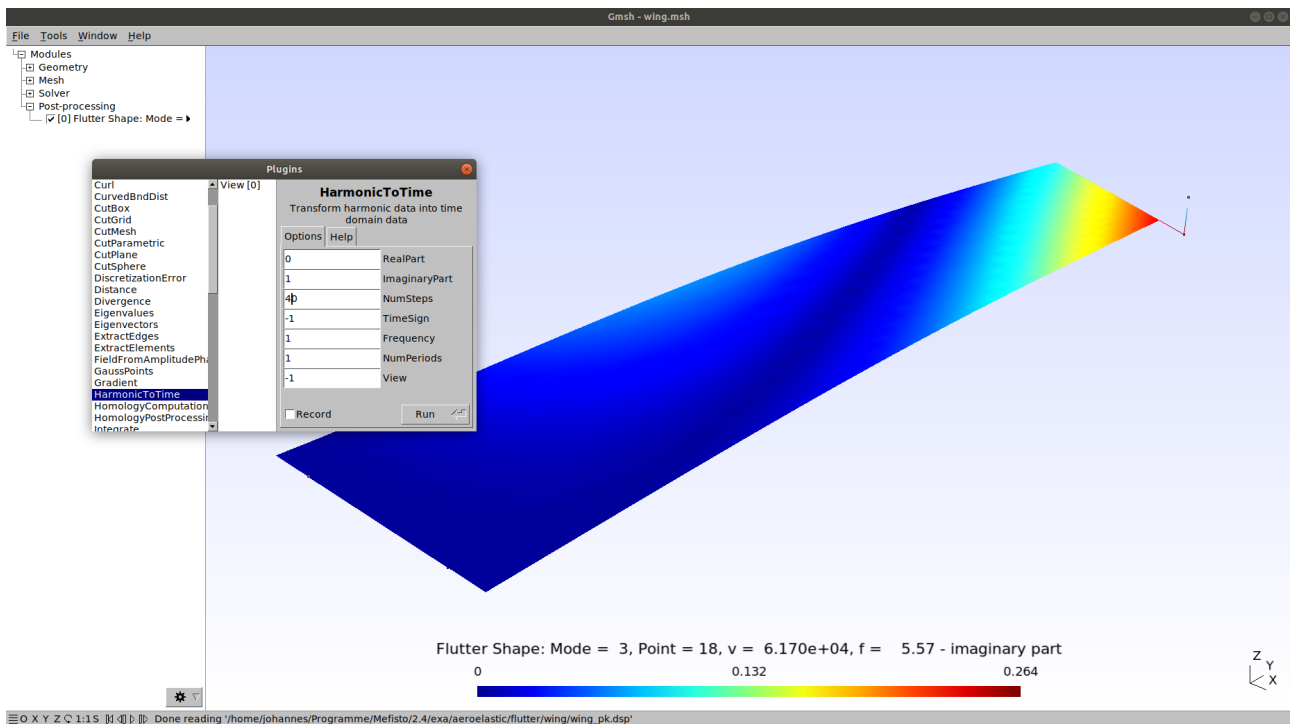 Gmsh - wing.msh
File Tools Window Help
Modules
Geometry
Mesh
Solver
Post-processing
[0] Flutter Shape: Mode =
Plugins
Curl
CurvedBndDist
CutBox
CutGrid
CutMesh
CutParametric
CutPlane
CutSphere
DiscretizationError
Distance
Divergence
Eigenvalues
Eigenvectors
ExtractEdges
ExtractElements
FieldFromAmplitudePha
GaussPoints
Gradient
HarmonicToTime
HomologyComputation
HomologyPostProcessin
Integrate
View [0]
HarmonicToTime
Transform harmonic data into time
domain data
Options Help
0 RealPart
1 ImaginaryPart
40 NumSteps
-1 TimeSign
1 Frequency
1 NumPeriods
-1 View
Record Run
Flutter Shape: Mode = 3, Point = 18, v = 6.170e+04, f = 5.57 - imaginary part
0 0.132 0.264
Z
Y
X
O X Y Z 1:1 S Done reading '/home/johannes/Programme/Mefisto/2.4/exa/aeroelastic/flutter/wing/wing_pk.dsp'